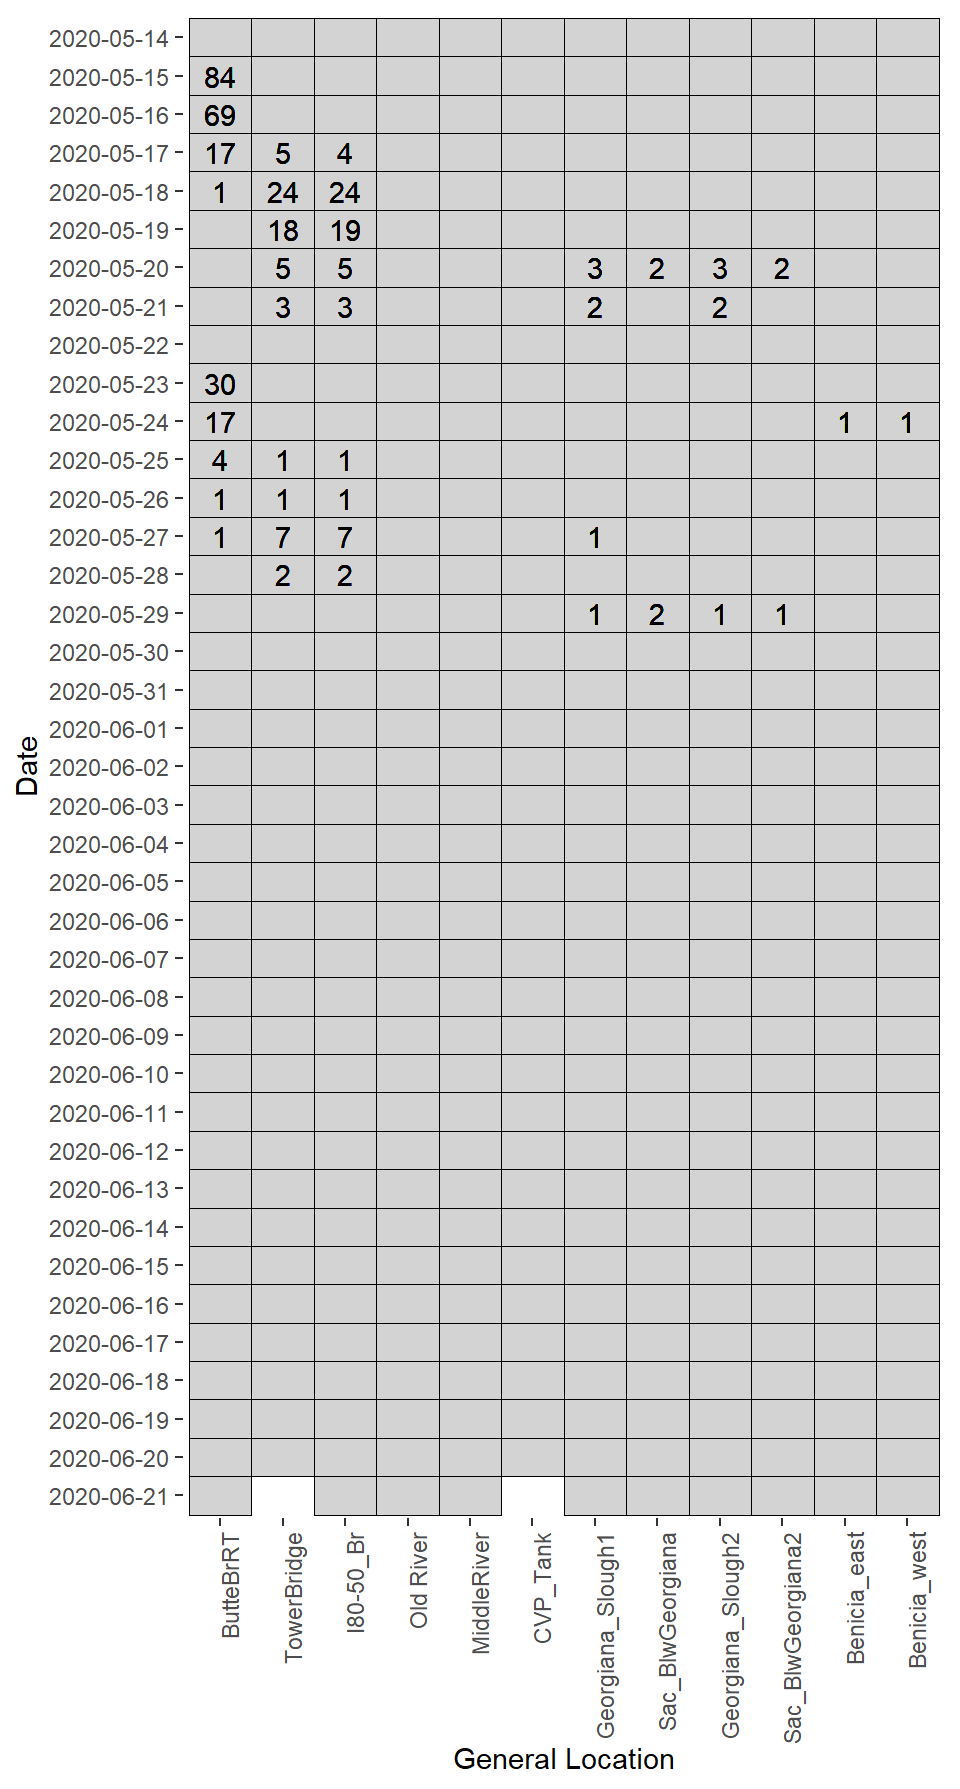 2020-05-14
2020-05-15 84
2020-05-16 69
2020-05-17 17 5 4
2020-05-18 1 24 24
2020-05-19 18 19
2020-05-20 5 5 3 2 3 2
2020-05-21 3 3 2 2
2020-05-22
2020-05-23 30
2020-05-24 17 1 1
2020-05-25 4 1 1
2020-05-26 1 1 1
2020-05-27 1 7 7 1
2020-05-28 2 2
2020-05-29 1 2 1 1
2020-05-30
2020-05-31
2020-06-01
2020-06-02
2020-06-03
2020-06-04
2020-06-05
2020-06-06
2020-06-07
2020-06-08
2020-06-09
2020-06-10
2020-06-11
2020-06-12
2020-06-13
2020-06-14
2020-06-15
2020-06-16
2020-06-17
2020-06-18
2020-06-19
2020-06-20
2020-06-21
Date
ButteBrRT
TowerBridge
I80-50_Br
Old River
MiddleRiver
CVP_Tank
Georgiana_Slough1
Sac_BlwGeorgiana
Georgiana_Slough2
Sac_BlwGeorgiana2
Benicia_east
Benicia_west
General Location